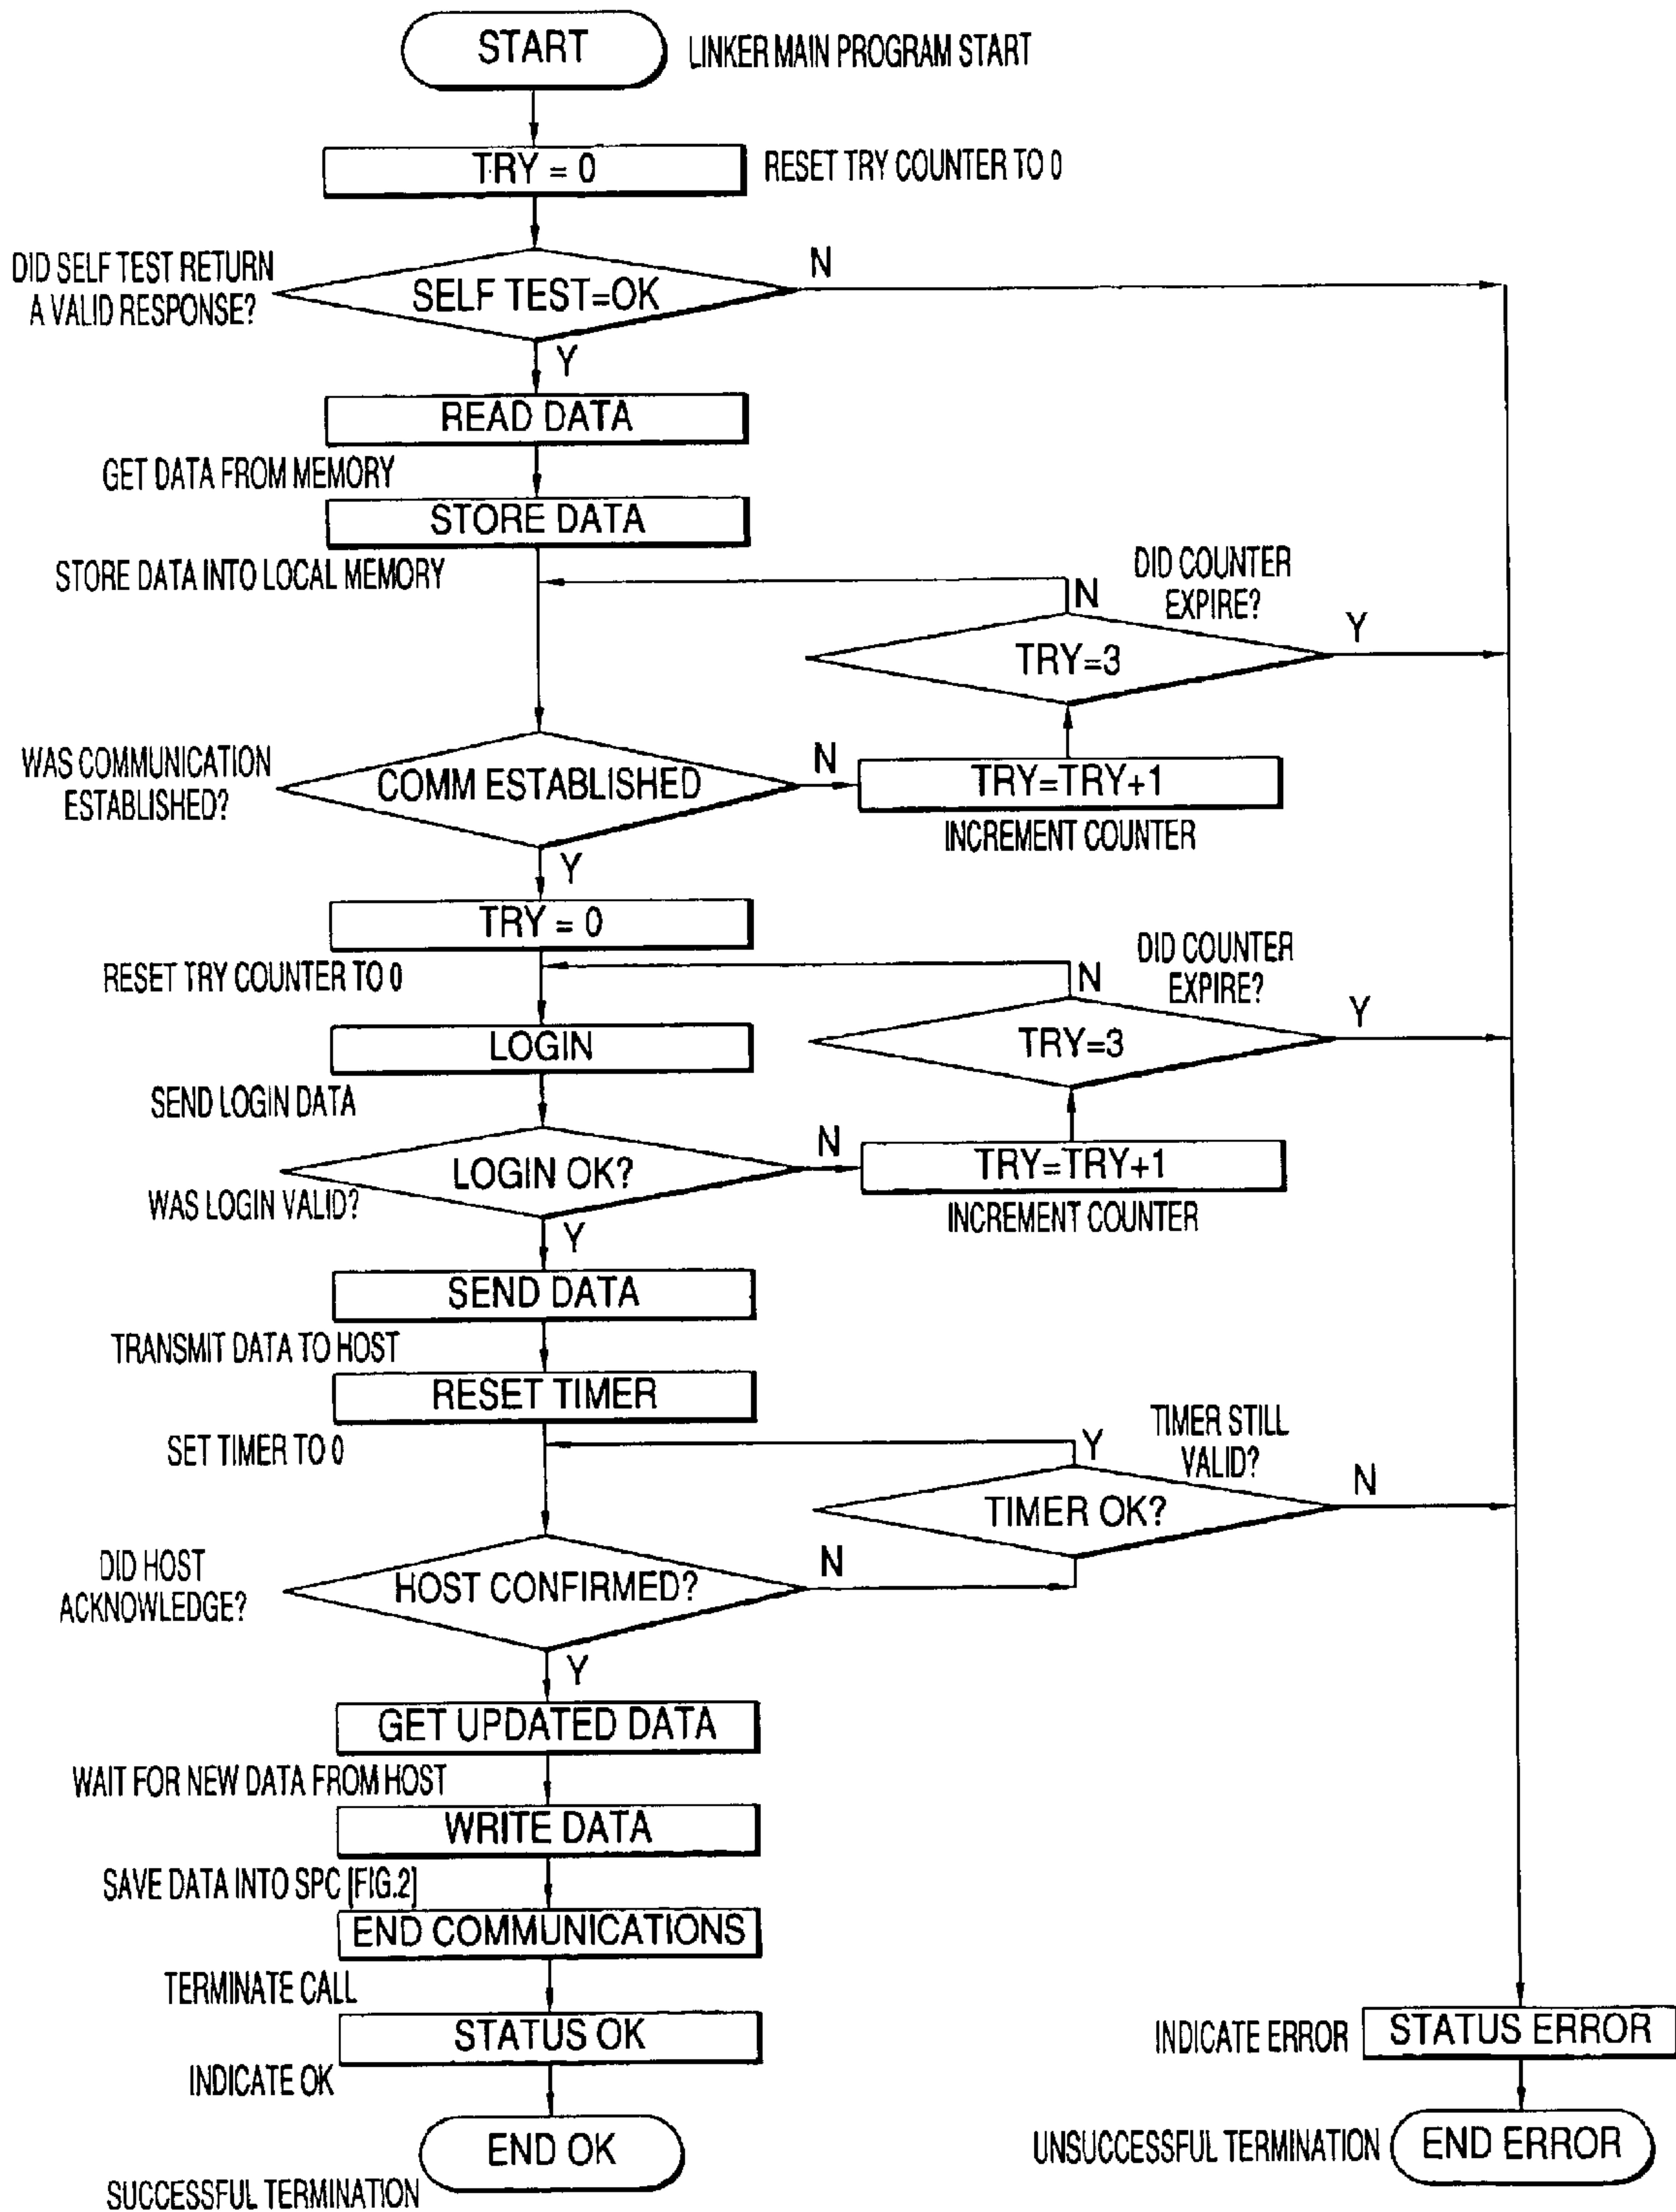 START
LINKER MAIN PROGRAM START
TRY = 0
RESET TRY COUNTER TO 0
DID SELF TEST RETURN
A VALID RESPONSE?
SELF TEST=OK
N
Y
READ DATA
GET DATA FROM MEMORY
STORE DATA
STORE DATA INTO LOCAL MEMORY
N
DID COUNTER
EXPIRE?
Y
TRY=3
WAS COMMUNICATION
ESTABLISHED?
COMM ESTABLISHED
N
TRY=TRY+1
INCREMENT COUNTER
Y
TRY = 0
RESET TRY COUNTER TO 0
N
DID COUNTER
EXPIRE?
Y
TRY=3
LOGIN
SEND LOGIN DATA
LOGIN OK?
WAS LOGIN VALID?
N
TRY=TRY+1
INCREMENT COUNTER
Y
SEND DATA
TRANSMIT DATA TO HOST
RESET TIMER
SET TIMER TO 0
Y
TIMER STILL
VALID?
N
TIMER OK?
DID HOST
ACKNOWLEDGE?
HOST CONFIRMED?
N
Y
GET UPDATED DATA
WAIT FOR NEW DATA FROM HOST
WRITE DATA
SAVE DATA INTO SPC [FIG.2]
END COMMUNICATIONS
TERMINATE CALL
STATUS OK
INDICATE OK
INDICATE ERROR
STATUS ERROR
END OK
SUCCESSFUL TERMINATION
UNSUCCESSFUL TERMINATION
END ERROR